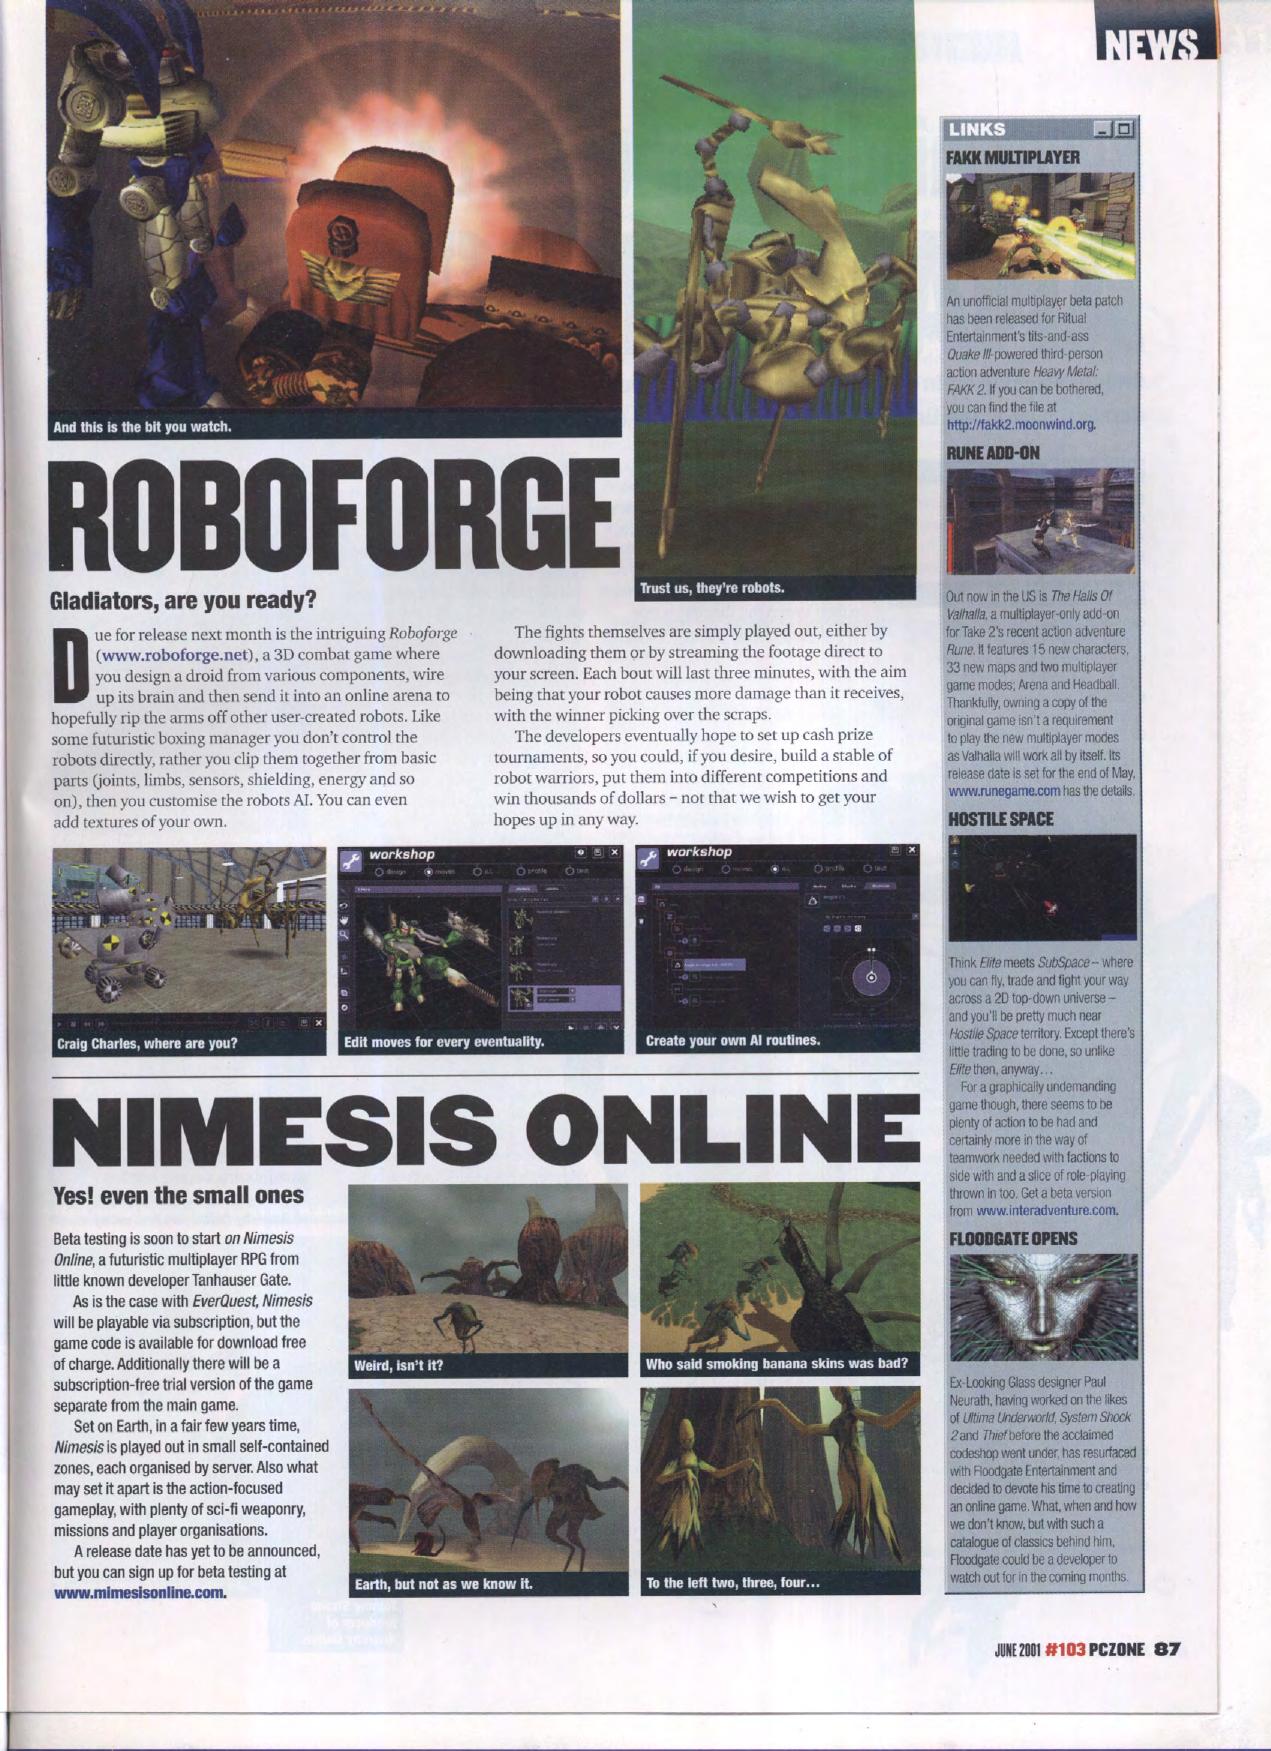 NEWS
And this is the bit you watch.
Trust us, they're robots.
ROBOFORGE
Gladiators, are you ready?
Due for release next month is the intriguing Roboforge
(www.roboforge.net), a 3D combat game where
you design a droid from various components, wire
up its brain and then send it into an online arena to
hopefully rip the arms off other user-created robots. Like
some futuristic boxing manager you don't control the
robots directly, rather you clip them together from basic
parts (joints, limbs, sensors, shielding, energy and so
on), then you customise the robots AI. You can even
add textures of your own.
The fights themselves are simply played out, either by
downloading them or by streaming the footage direct to
your screen. Each bout will last three minutes, with the aim
being that your robot causes more damage than it receives,
with the winner picking over the scraps.
The developers eventually hope to set up cash prize
tournaments, so you could, if you desire, build a stable of
robot warriors, put them into different competitions and
win thousands of dollars – not that we wish to get your
hopes up in any way.
Craig Charles, where are you?
workshop
design moves profile test
Edit moves for every eventuality.
workshop
design moves profile test
Create your own AI routines.
NIMESIS ONLINE
Yes! even the small ones
Beta testing is soon to start on Nimesis
Online, a futuristic multiplayer RPG from
little known developer Tanhauser Gate.
As is the case with EverQuest, Nimesis
will be playable via subscription, but the
game code is available for download free
of charge. Additionally there will be a
subscription-free trial version of the game
separate from the main game.
Set on Earth, in a fair few years time,
Nimesis is played out in small self-contained
zones, each organised by server. Also what
may set it apart is the action-focused
gameplay, with plenty of sci-fi weaponry,
missions and player organisations.
A release date has yet to be announced,
but you can sign up for beta testing at
www.mimesisonline.com.
Weird, isn't it?
Who said smoking banana skins was bad?
Earth, but not as we know it.
To the left two, three, four...
LINKS
FAKK MULTIPLAYER
An unofficial multiplayer beta patch
has been released for Ritual
Entertainment's tits-and-ass
Quake III-powered third-person
action adventure Heavy Metal:
FAKK 2. If you can be bothered,
you can find the file at
http://fakk2.moonwind.org.
RUNE ADD-ON
Out now in the US is The Halls Of
Valhalla, a multiplayer-only add-on
for Take 2's recent action adventure
Rune. It features 15 new characters,
33 new maps and two multiplayer
game modes; Arena and Headball.
Thankfully, owning a copy of the
original game isn't a requirement
to play the new multiplayer modes
as Valhalla will work all by itself. Its
release date is set for the end of May,
www.runegame.com has the details.
HOSTILE SPACE
Think Elite meets SubSpace – where
you can fly, trade and fight your way
across a 2D top-down universe –
and you'll be pretty much near
Hostile Space territory. Except there's
little trading to be done, so unlike
Elite then, anyway...
For a graphically undemanding
game though, there seems to be
plenty of action to be had and
certainly more in the way of
teamwork needed with factions to
side with and a slice of role-playing
thrown in too. Get a beta version
from www.interadventure.com.
FLOODGATE OPENS
Ex-Looking Glass designer Paul
Neurath, having worked on the likes
of Ultima Underworld, System Shock
2 and Thief before the acclaimed
codeshop went under, has resurfaced
with Floodgate Entertainment and
decided to devote his time to creating
an online game. What, when and how
we don't know, but with such a
catalogue of classics behind him,
Floodgate could be a developer to
watch out for in the coming months.
JUNE 2001 #103 PCZONE 87